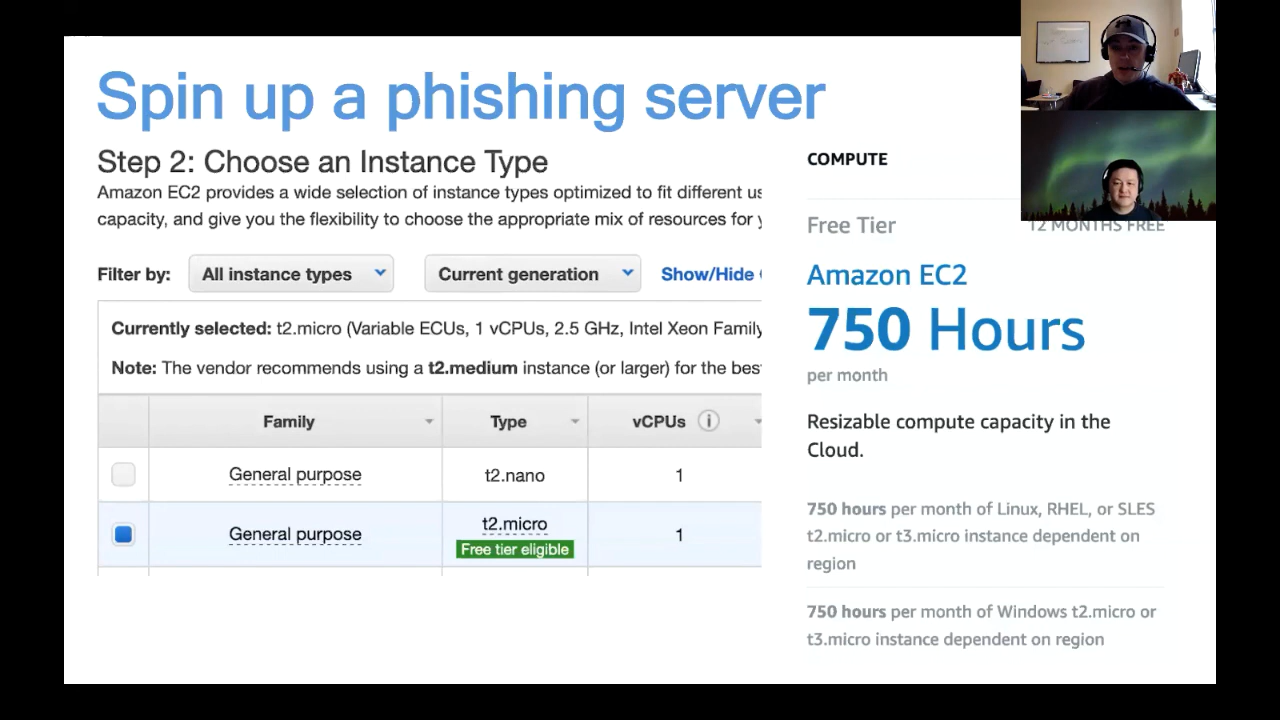 Spin up a phishing server
Step 2: Choose an Instance Type
Amazon EC2 provides a wide selection of instance types optimized to fit different us
capacity, and give you the flexibility to choose the appropriate mix of resources for y
Filter by: All instance types Current generation Show/Hide
Currently selected: t2.micro (Variable ECUs, 1 vCPUs, 2.5 GHz, Intel Xeon Family
Note: The vendor recommends using a t2.medium instance (or larger) for the bes
Family Type vCPUs
General purpose t2.nano 1
General purpose t2.micro 1
Free tier eligible
COMPUTE
Free Tier 12 MONTHS FREE
Amazon EC2
750 Hours
per month
Resizable compute capacity in the
Cloud.
750 hours per month of Linux, RHEL, or SLES
t2.micro or t3.micro instance dependent on
region
750 hours per month of Windows t2.micro or
t3.micro instance dependent on region